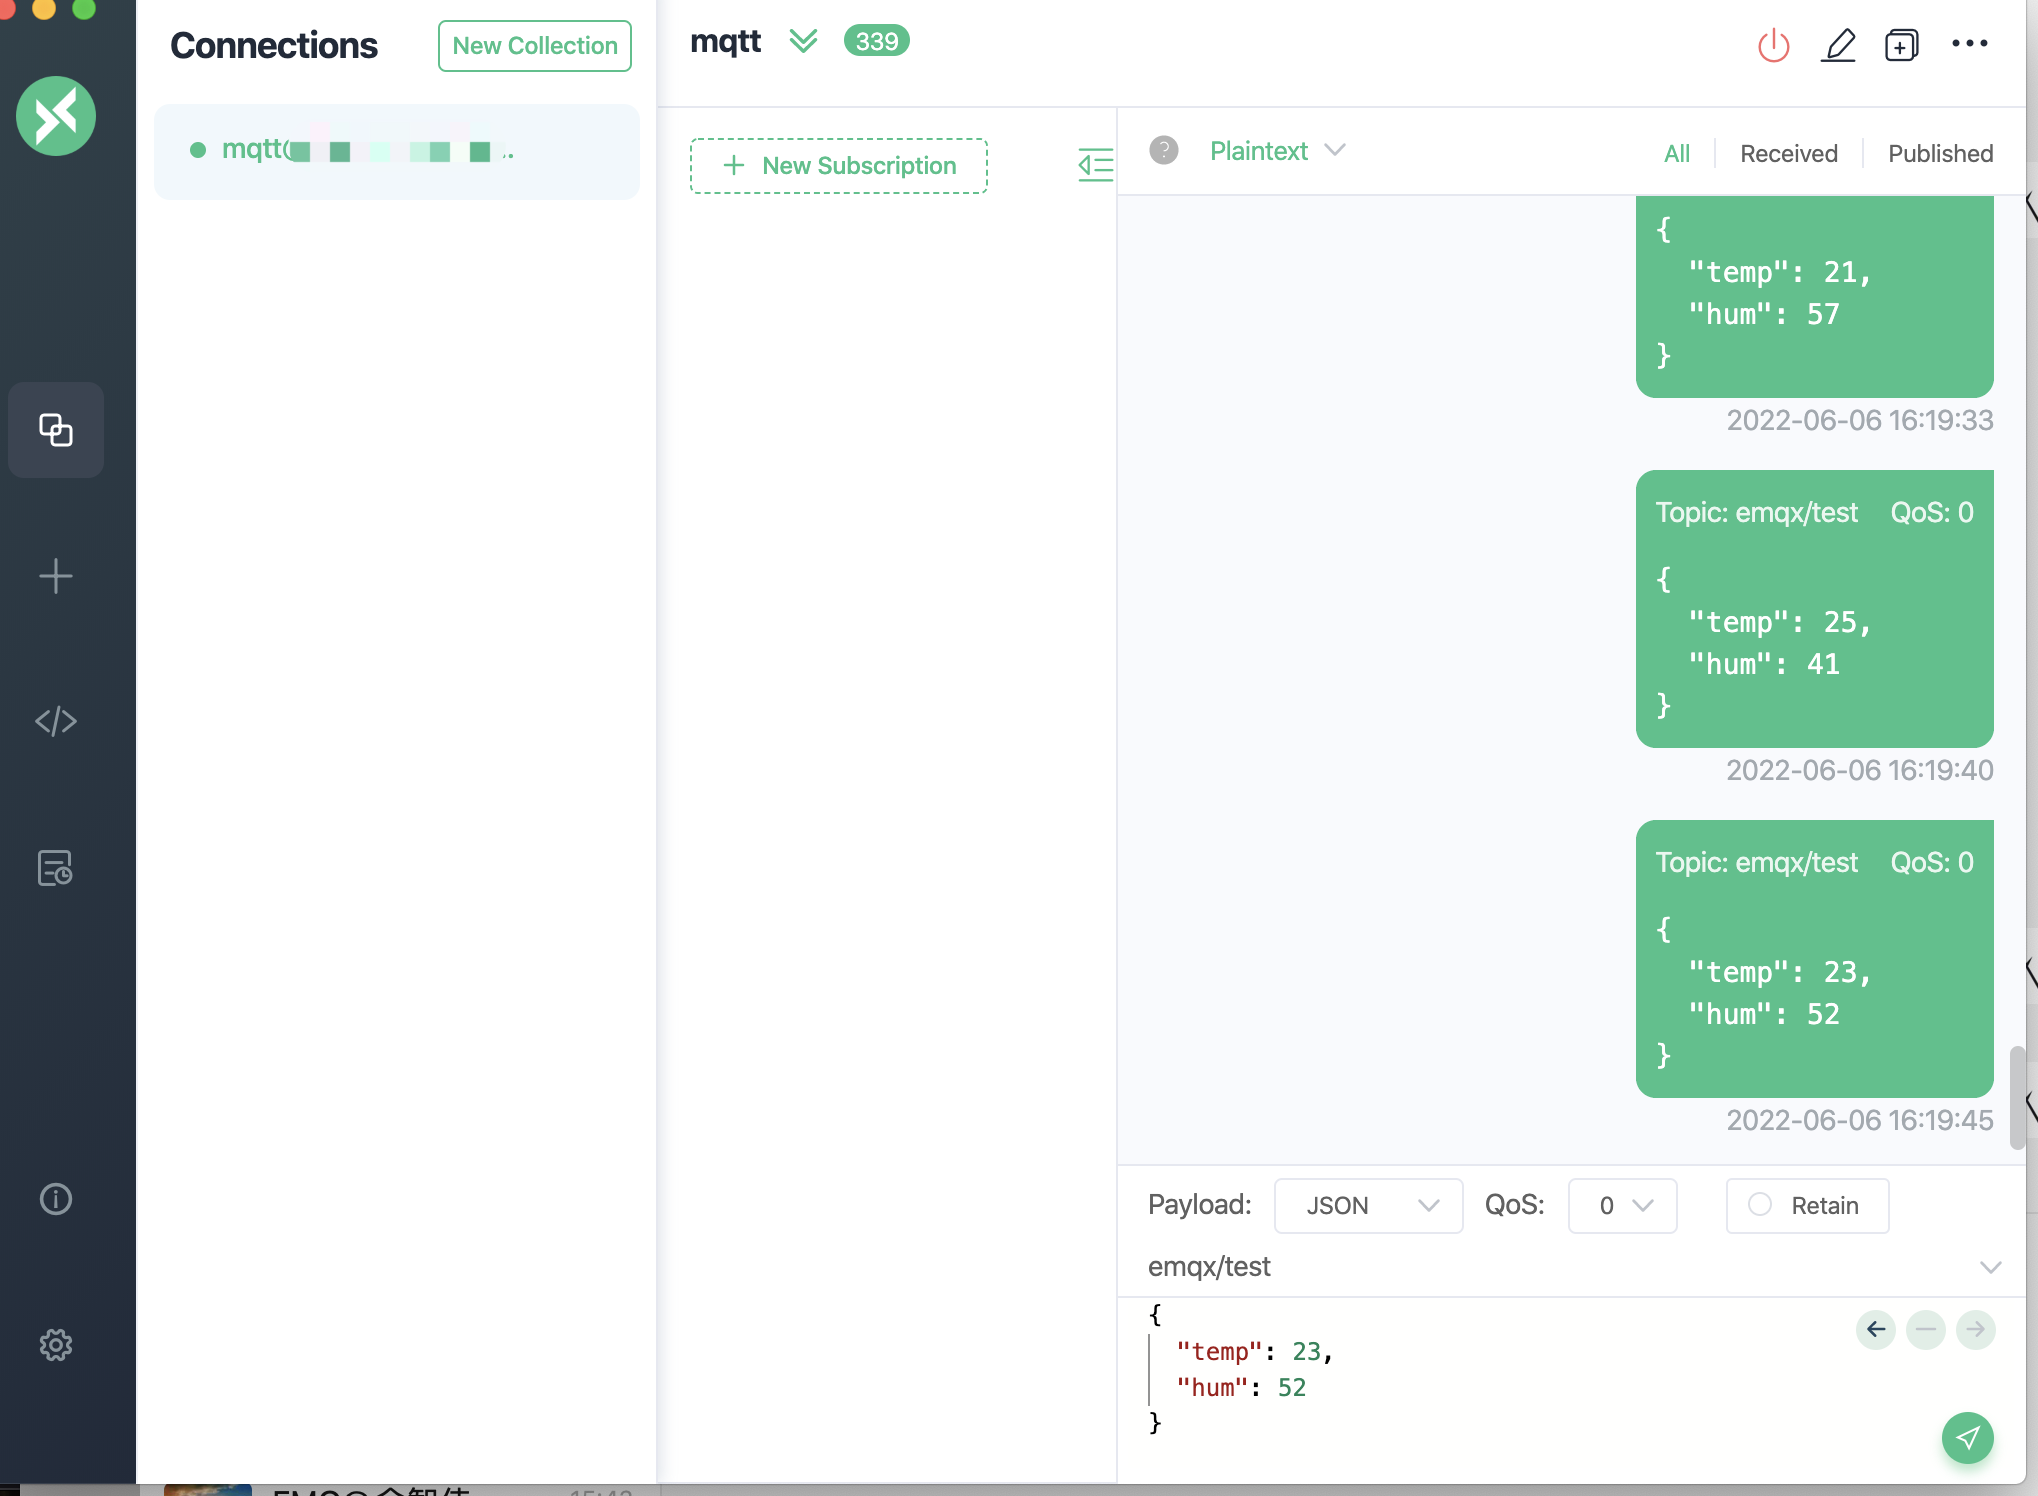 Connections
New Collection
mqtt
339
mqtt(
New Subscription
Plaintext
All
Received
Published
{
"temp": 21,
"hum": 57
}
2022-06-06 16:19:33
Topic: emqx/test QoS: 0
{
"temp": 25,
"hum": 41
}
2022-06-06 16:19:40
Topic: emqx/test QoS: 0
{
"temp": 23,
"hum": 52
}
2022-06-06 16:19:45
Payload: JSON QoS: 0 Retain
emqx/test
{
"temp": 23,
"hum": 52
}